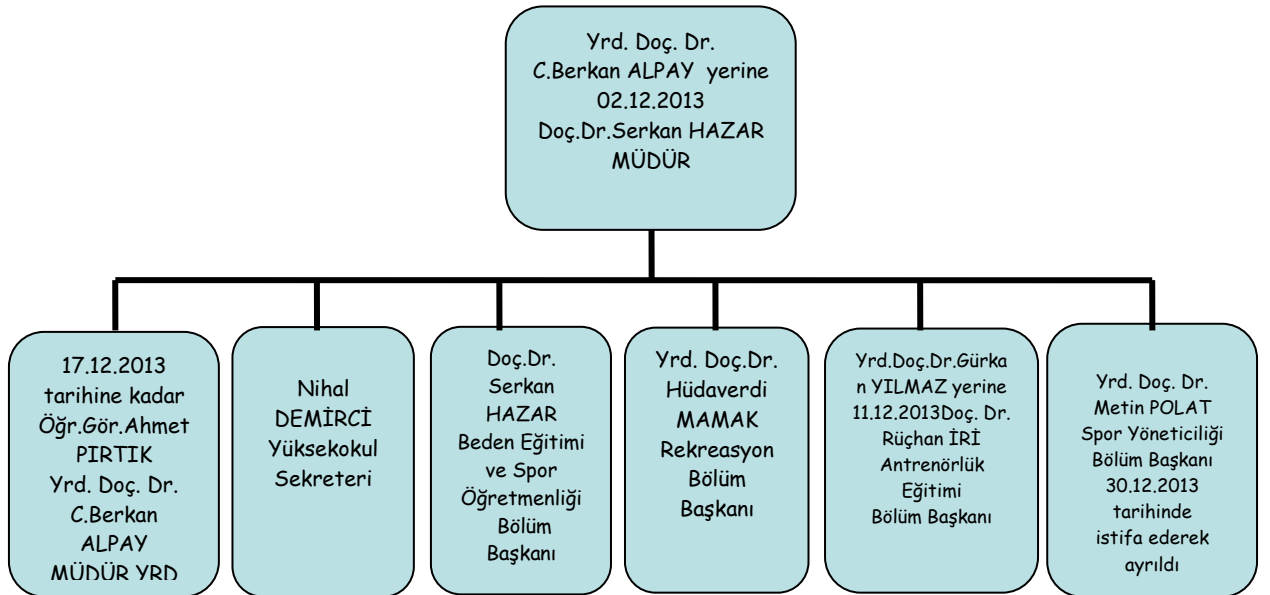 Yrd. Doç. Dr.
C.Berkan ALPAY yerine
02.12.2013
Doç.Dr.Serkan HAZAR
MÜDÜR
17.12.2013
tarihine kadar
Öğr.Gör.Ahmet
PIRTIK
Yrd. Doç. Dr.
C.Berkan
ALPAY
MÜDÜR YRD
Nihal
DEMİRCİ
Yüksekokul
Sekreteri
Doç.Dr.
Serkan
HAZAR
Beden Eğitimi
ve Spor
Öğretmenliği
Bölüm
Başkanı
Yrd. Doç.Dr.
Hüdaverdi
MAMAK
Rekreasyon
Bölüm
Başkanı
Yrd.Doç.Dr.Gürka
n YILMAZ yerine
11.12.2013Doç. Dr.
Rüçhan İRİ
Antrenörlük
Eğitimi
Bölüm Başkanı
Yrd. Doç. Dr.
Metin POLAT
Spor Yöneticiliği
Bölüm Başkanı
30.12.2013
tarihinde
istifa ederek
ayrıldı